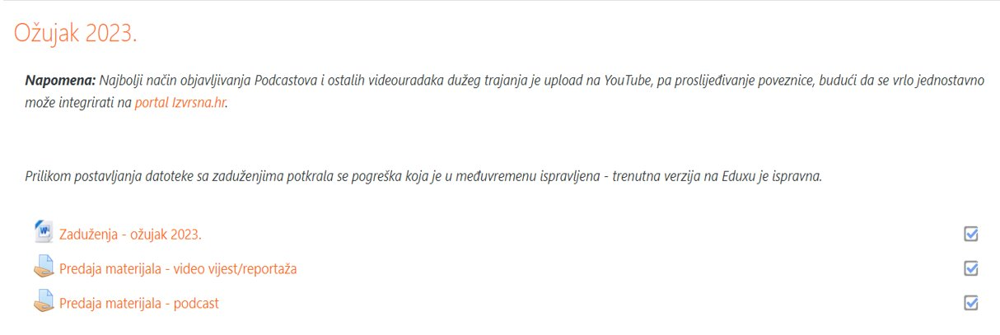 Ožujak 2023.
Napomena: Najbolji način objavljivanja Podcastova i ostalih videouradaka dužeg trajanja je upload na YouTube, pa proslijeđivanje poveznice, budući da se vrlo jednostavno
može integrirati na portal Izvrsna.hr.
Prilikom postavljanja datoteke sa zaduženjima potkrala se pogreška koja je u međuvremenu ispravljena - trenutna verzija na Eduxu je ispravna.
Zaduženja - ožujak 2023.
Predaja materijala - video vijest/reportaža
Predaja materijala - podcast